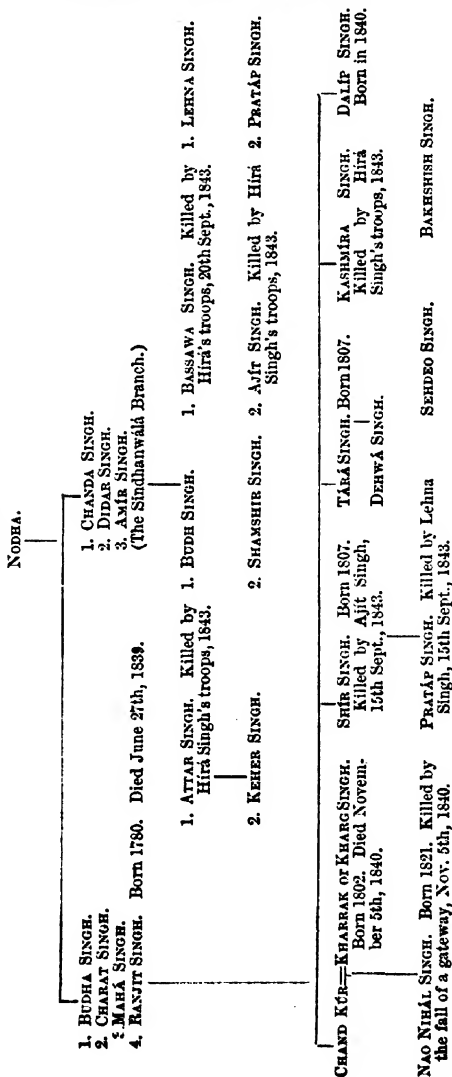 NODHA.
1. BUDHA SINGH.
2. CHARAT SINGH.
3. MAHÁ SINGH.
4. RANJIT SINGH. Born 1780. Died June 27th, 1839.
1. CHANDA SINGH.
2. DIDAR SINGH.
3. AMÍR SINGH.
(The Sindhanwálá Branch.)
1. ATTAR SINGH. Killed by
Hírá Singh's troops, 1843.
1. BUDH SINGH.
1. BASSAWA SINGH. Killed by
Hírá's troops, 20th Sept., 1843.
1. LEHNA SINGH.
2. KEHER SINGH.
2. SHAMSHIR SINGH.
2. AJÍT SINGH. Killed by Hírá
Singh's troops, 1843.
2. PRATÁP SINGH.
CHAND KÚR=KHARRAK OF KHARG SINGH.
Born 1802. Died Novem-
ber 5th, 1840.
SHÍR SINGH. Born 1807.
Killed by Ajít Singh,
15th Sept., 1843.
TÁRÁ SINGH. Born 1807.
KASHMÍRA SINGH.
Killed by Hírá
Singh's troops, 1843.
DALÍP SINGH.
Born in 1840.
NAO NIHÁL SINGH. Born 1821. Killed by
the fall of a gateway, Nov. 5th, 1840.
PRATÁP SINGH. Killed by Lehna
Singh, 15th Sept., 1843.
DEHWÁ SINGH.
SEHDEO SINGH.
BAKHSHISH SINGH.